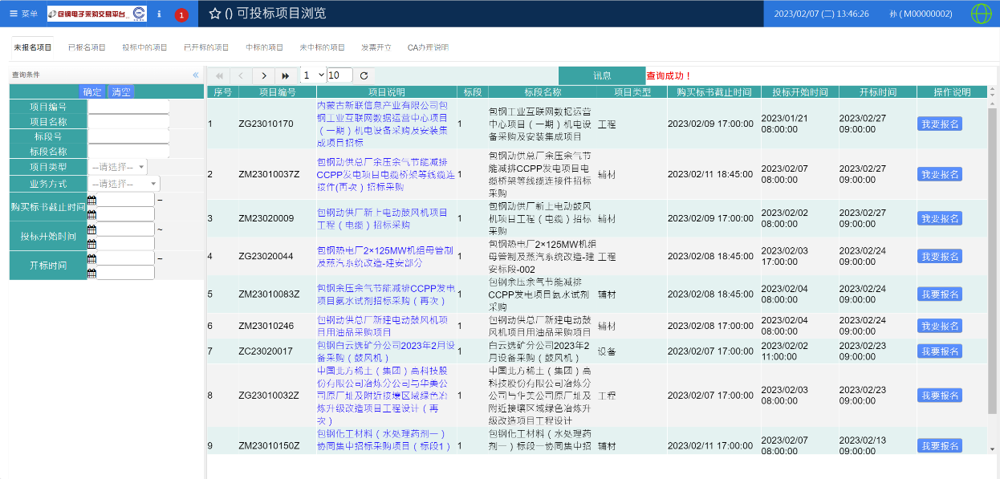 菜单
包钢电子采购交易平台
1
() 可投标项目浏览
2023/02/07 (二) 13:46:26
孙 ( M00000002)
未报名项目
已报名项目
投标中的项目
已开标的项目
中标的项目
未中标的项目
发票开立
CA办理说明
查询条件
确定
清空
项目编号
项目名称
标段号
标段名称
项目类型
--请选择--
业务方式
--请选择--
购买标书截止时间
~
投标开始时间
~
开标时间
~
1
10
讯息
查询成功！
序号 项目编号 项目说明 标段 标段名称 项目类型 购买标书截止时间 投标开始时间 开标时间 操作说明
1
ZG23010170
内蒙古新联信息产业有限公司包
钢工业互联网数据运营中心项目
（一期）机电设备采购及安装集
成项目招标
1
包钢工业互联网数据运营
中心项目（一期）机电设
备采购及安装集成项目
工程
2023/02/09 17:00:00
2023/01/21
08:00:00
2023/02/27
09:00:00
我要报名
2
ZM23010037Z
包钢动供总厂余压余气节能减排
CCPP发电项目电缆桥架等线缆连
接件(再次）招标采购
1
包钢动供总厂余压余气节
能减排CCPP发电项目电
缆桥架等线缆连接件招标
采购
辅材
2023/02/11 18:45:00
2023/02/07
08:00:00
2023/02/27
09:00:00
我要报名
3
ZM23020009
包钢动供厂新上电动鼓风机项目
工程（电缆）招标采购
1
包钢动供厂新上电动鼓风
机项目工程（电缆）招标
采购
辅材
2023/02/09 17:00:00
2023/02/02
08:00:00
2023/02/27
09:00:00
我要报名
4
ZG23020044
包钢热电厂2×125MW机组母管制
及蒸汽系统改造-建安部分
1
包钢热电厂2×125MW机组
母管制及蒸汽系统改造-建
安标段-002
工程
2023/02/08 18:45:00
2023/02/03
17:00:00
2023/02/24
09:00:00
我要报名
5
ZM23010083Z
包钢余压余气节能减排CCPP发电
项目氨水试剂招标采购（再次）
1
包钢余压余气节能减排
CCPP发电项目氨水试剂
采购
辅材
2023/02/08 18:45:00
2023/02/04
08:00:00
2023/02/24
09:00:00
我要报名
6
ZM23010246
包钢动供总厂新建电动鼓风机项
目用油品采购项目
1
包钢动供总厂新建电动鼓
风机项目用油品采购项目
辅材
2023/02/08 17:00:00
2023/02/04
08:00:00
2023/02/24
09:00:00
我要报名
7
ZC23020017
包钢白云选矿分公司2023年2月设
备采购（鼓风机）
1
白云选矿分公司2023年2
月设备采购（鼓风机）
设备
2023/02/07 17:00:00
2023/02/02
11:00:00
2023/02/23
09:00:00
我要报名
8
ZG23010032Z
中国北方稀土（集团）高科技股
份有限公司冶炼分公司与华美公
司原厂址及附近接壤区域绿色冶
炼升级改造项目工程设计（再
次）
1
中国北方稀土（集团）高
科技股份有限公司冶炼分
公司与华美公司原厂址及
附近接壤区域绿色冶炼升
级改造项目工程设计
工程
2023/02/07 17:00:00
2023/02/03
08:00:00
2023/02/23
09:00:00
我要报名
9
ZM23010150Z
包钢化工材料（水处理药剂一）
协同集中招标采购项目（标段1）
1
包钢化工材料（水处理药
剂一）标段一协同集中招
辅材
2023/02/11 17:00:00
2023/02/07
08:00:00
2023/02/13
09:00:00
我要报名